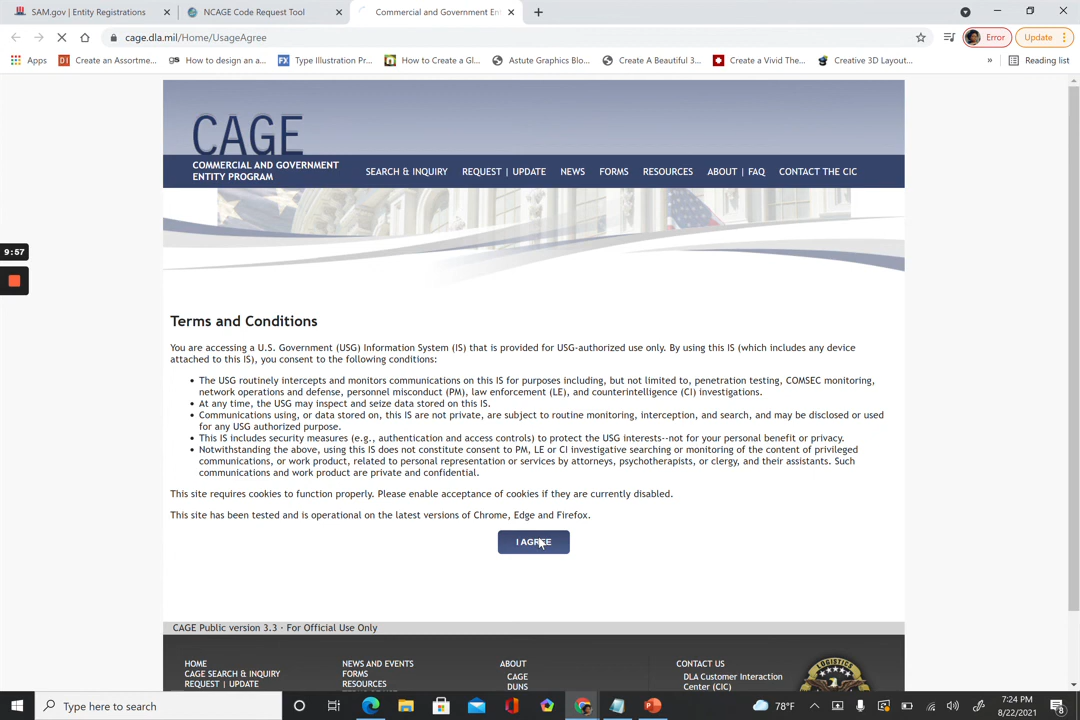 SAM.gov | Entity Registrations
NCAGE Code Request Tool
Commercial and Government En
cage.dla.mil/Home/UsageAgree
Error
Update
Apps
Create an Assortme...
How to design an a...
Type Illustration Pr...
How to Create a Gl...
Astute Graphics Blo...
Create A Beautiful 3...
Create a Vivid The...
Creative 3D Layout...
»
Reading list
CAGE
COMMERCIAL AND GOVERNMENT
ENTITY PROGRAM
SEARCH & INQUIRY
REQUEST | UPDATE
NEWS
FORMS
RESOURCES
ABOUT | FAQ
CONTACT THE CIC
9:57
Terms and Conditions
You are accessing a U.S. Government (USG) Information System (IS) that is provided for USG-authorized use only. By using this IS (which includes any device
attached to this IS), you consent to the following conditions:
• The USG routinely intercepts and monitors communications on this IS for purposes including, but not limited to, penetration testing, COMSEC monitoring,
network operations and defense, personnel misconduct (PM), law enforcement (LE), and counterintelligence (CI) investigations.
• At any time, the USG may inspect and seize data stored on this IS.
• Communications using, or data stored on, this IS are not private, are subject to routine monitoring, interception, and search, and may be disclosed or used
for any USG authorized purpose.
• This IS includes security measures (e.g., authentication and access controls) to protect the USG interests--not for your personal benefit or privacy.
• Notwithstanding the above, using this IS does not constitute consent to PM, LE or CI investigative searching or monitoring of the content of privileged
communications, or work product, related to personal representation or services by attorneys, psychotherapists, or clergy, and their assistants. Such
communications and work product are private and confidential.
This site requires cookies to function properly. Please enable acceptance of cookies if they are currently disabled.
This site has been tested and is operational on the latest versions of Chrome, Edge and Firefox.
I AGREE
CAGE Public version 3.3 · For Official Use Only
HOME
CAGE SEARCH & INQUIRY
REQUEST | UPDATE
NEWS AND EVENTS
FORMS
RESOURCES
ABOUT
CAGE
DUNS
CONTACT US
DLA Customer Interaction
Center (CIC)
LOGISTICS
Type here to search
78°F
7:24 PM
8/22/2021
8